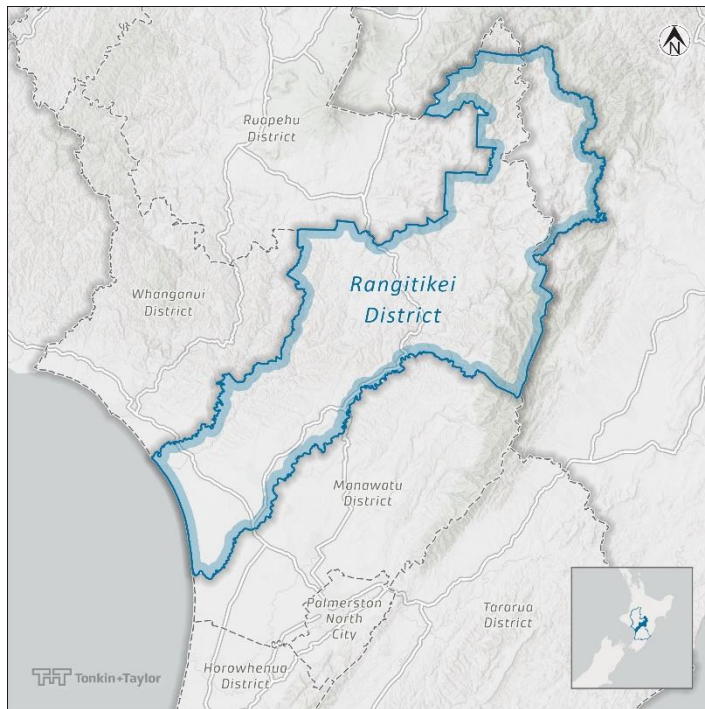 N
Ruapehu
District
Whanganui
District
Rangitikei
District
Manawatu
District
Palmerston
North
City
Tararua
District
Horowhenua
District
T+T Tonkin+Taylor